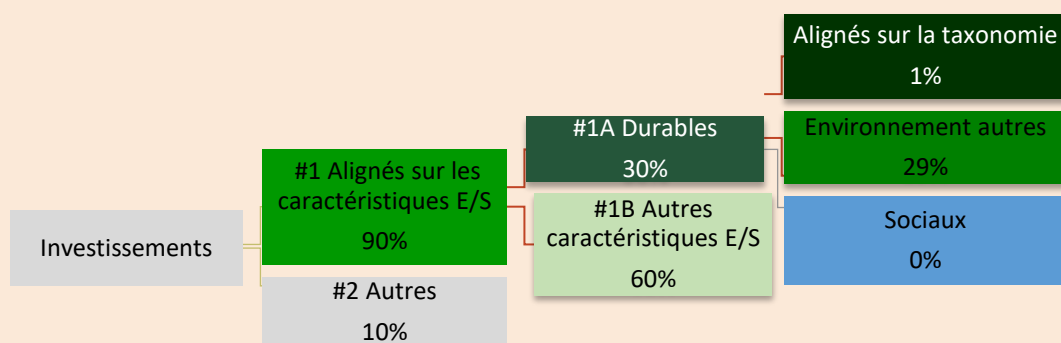 Investissements
#1 Alignés sur les
caractéristiques E/S
90%
#2 Autres
10%
#1A Durables
30%
#1B Autres
caractéristiques E/S
60%
Alignés sur la taxonomie
1%
Environnement autres
29%
Sociaux
0%